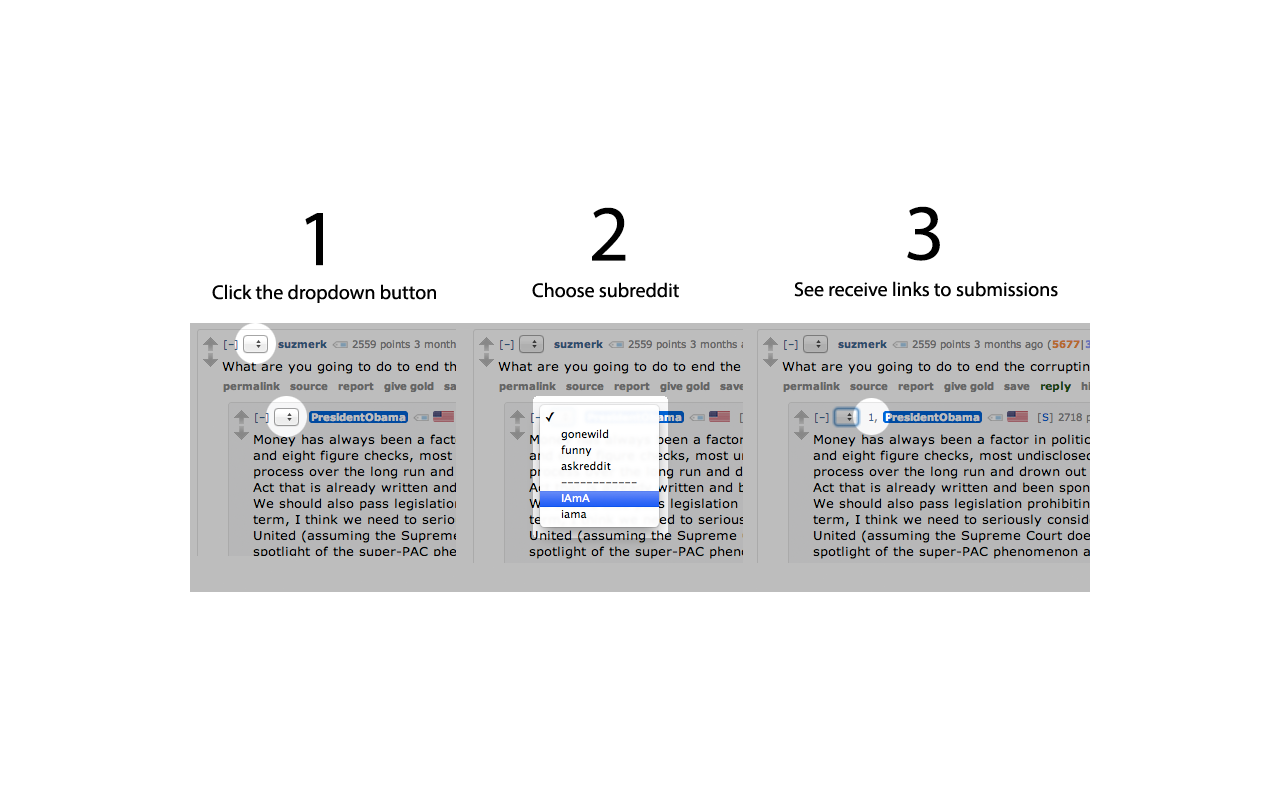 1
Click the dropdown button
2
Choose subreddit
3
See receive links to submissions
[-] suzmerk 2559 points 3 month
What are you going to do to end th
permalink source report give gold sa
[-] PresidentObama
Money has always been a fact
and eight figure checks, most
process over the long run and
Act that is already written and
We should also pass legislation
term, I think we need to serio
United (assuming the Supreme
spotlight of the super-PAC phe
[-] suzmerk 2559 points 3 months a
What are you going to do to end the
permalink source report give gold save
ama [
✓
gonewild
funny
askreddit
------------
IAmA
iama
M been a factor
and checks, most u
pr long run and d
Ac written and b
W s legislation
te ed to seriou
United (assuming the Supreme
spotlight of the super-PAC phen
[-] suzmerk 2559 points 3 months ago (5677|3
What are you going to do to end the corruptin
permalink source report give gold save reply hi
[-] 1, PresidentObama [S] 2718 p
Money has always been a factor in politic
and eight figure checks, most undisclosed
process over the long run and drown out
Act that is already written and been spon
We should also pass legislation prohibiting
term, I think we need to seriously consid
United (assuming the Supreme Court doe
spotlight of the super-PAC phenomenon a